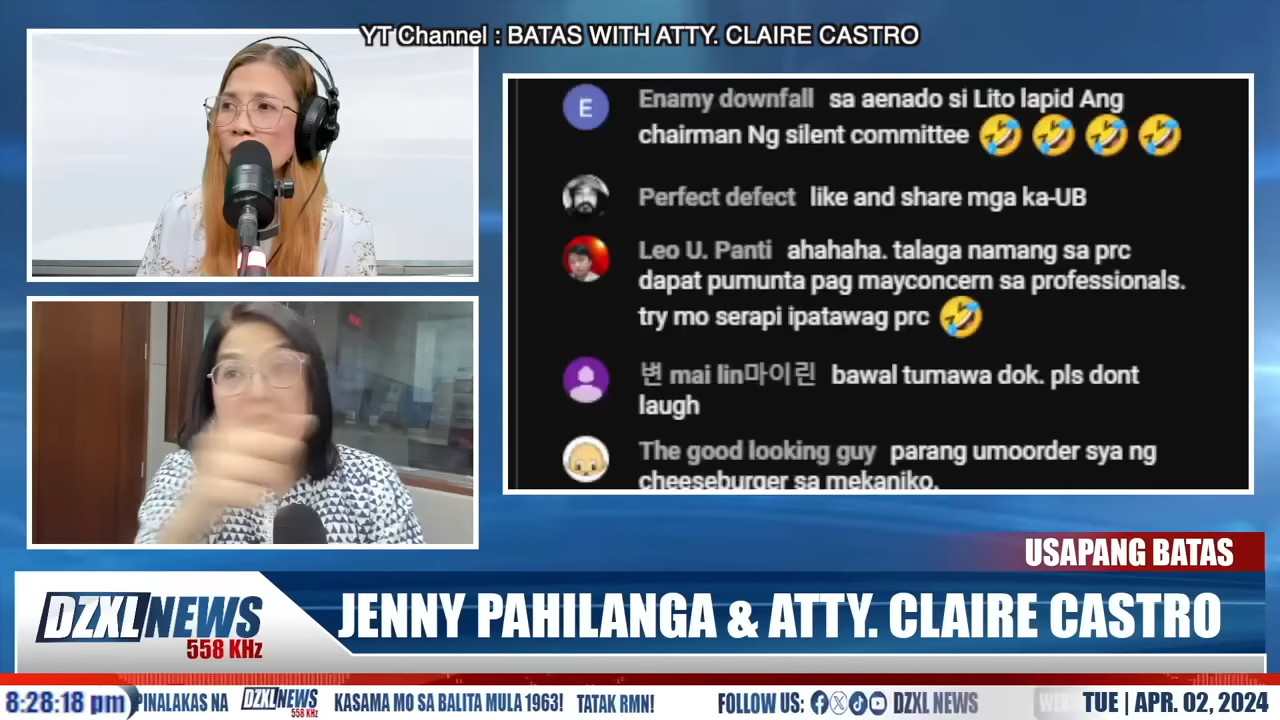 YT Channel : BATAS WITH ATTY. CLAIRE CASTRO
E
Enamy downfall sa aenado si Lito lapid Ang
chairman Ng silent committee 🤣🤣🤣🤣
Perfect defect like and share mga ka-UB
Leo U. Panti ahahaha. talaga namang sa prc
dapat pumunta pag mayconcern sa professionals.
try mo serapi ipatawag prc 🤣
변 mai lin마이린 bawal tumawa dok. pls dont
laugh
The good looking guy parang umoorder sya ng
cheeseburger sa mekaniko.
USAPANG BATAS
DZXL NEWS
558 KHz
JENNY PAHILANGA & ATTY. CLAIRE CASTRO
8:28:18 pm PINALAKAS NA DZXL NEWS 558 KHz KASAMA MO SA BALITA MULA 1963! TATAK RMN! FOLLOW US: DZXL NEWS TUE | APR. 02, 2024